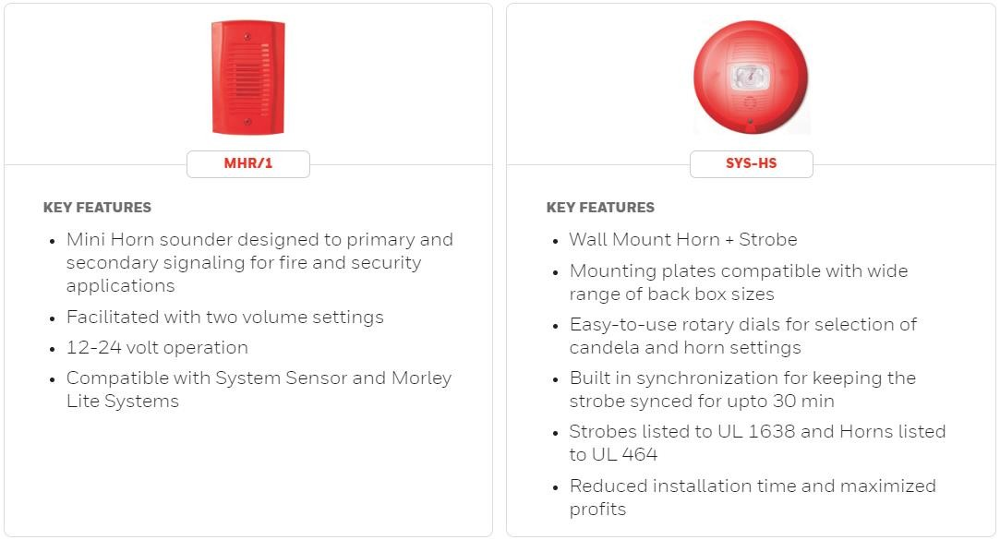 MHR/1
KEY FEATURES
• Mini Horn sounder designed to primary and
secondary signaling for fire and security
applications
• Facilitated with two volume settings
• 12-24 volt operation
• Compatible with System Sensor and Morley
Lite Systems
SYS-HS
KEY FEATURES
• Wall Mount Horn + Strobe
• Mounting plates compatible with wide
range of back box sizes
• Easy-to-use rotary dials for selection of
candela and horn settings
• Built in synchronization for keeping the
strobe synced for upto 30 min
• Strobes listed to UL 1638 and Horns listed
to UL 464
• Reduced installation time and maximized
profits